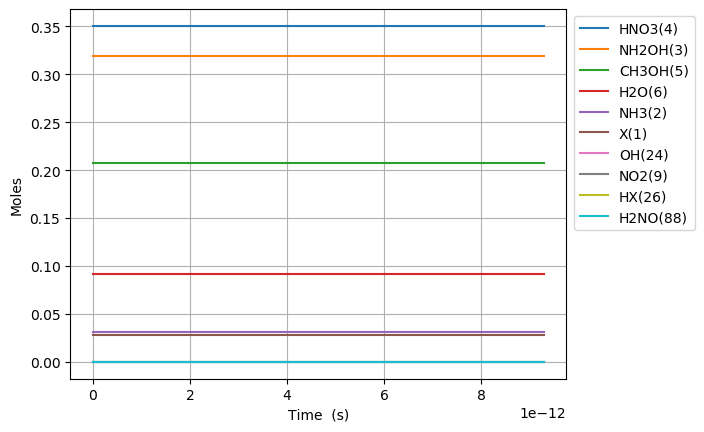 0.35
0.30
0.25
0.20
0.15
0.10
0.05
0.00
Moles
0
2
4
6
8
1e−12
Time (s)
HNO3(4)
NH2OH(3)
CH3OH(5)
H2O(6)
NH3(2)
X(1)
OH(24)
NO2(9)
HX(26)
H2NO(88)